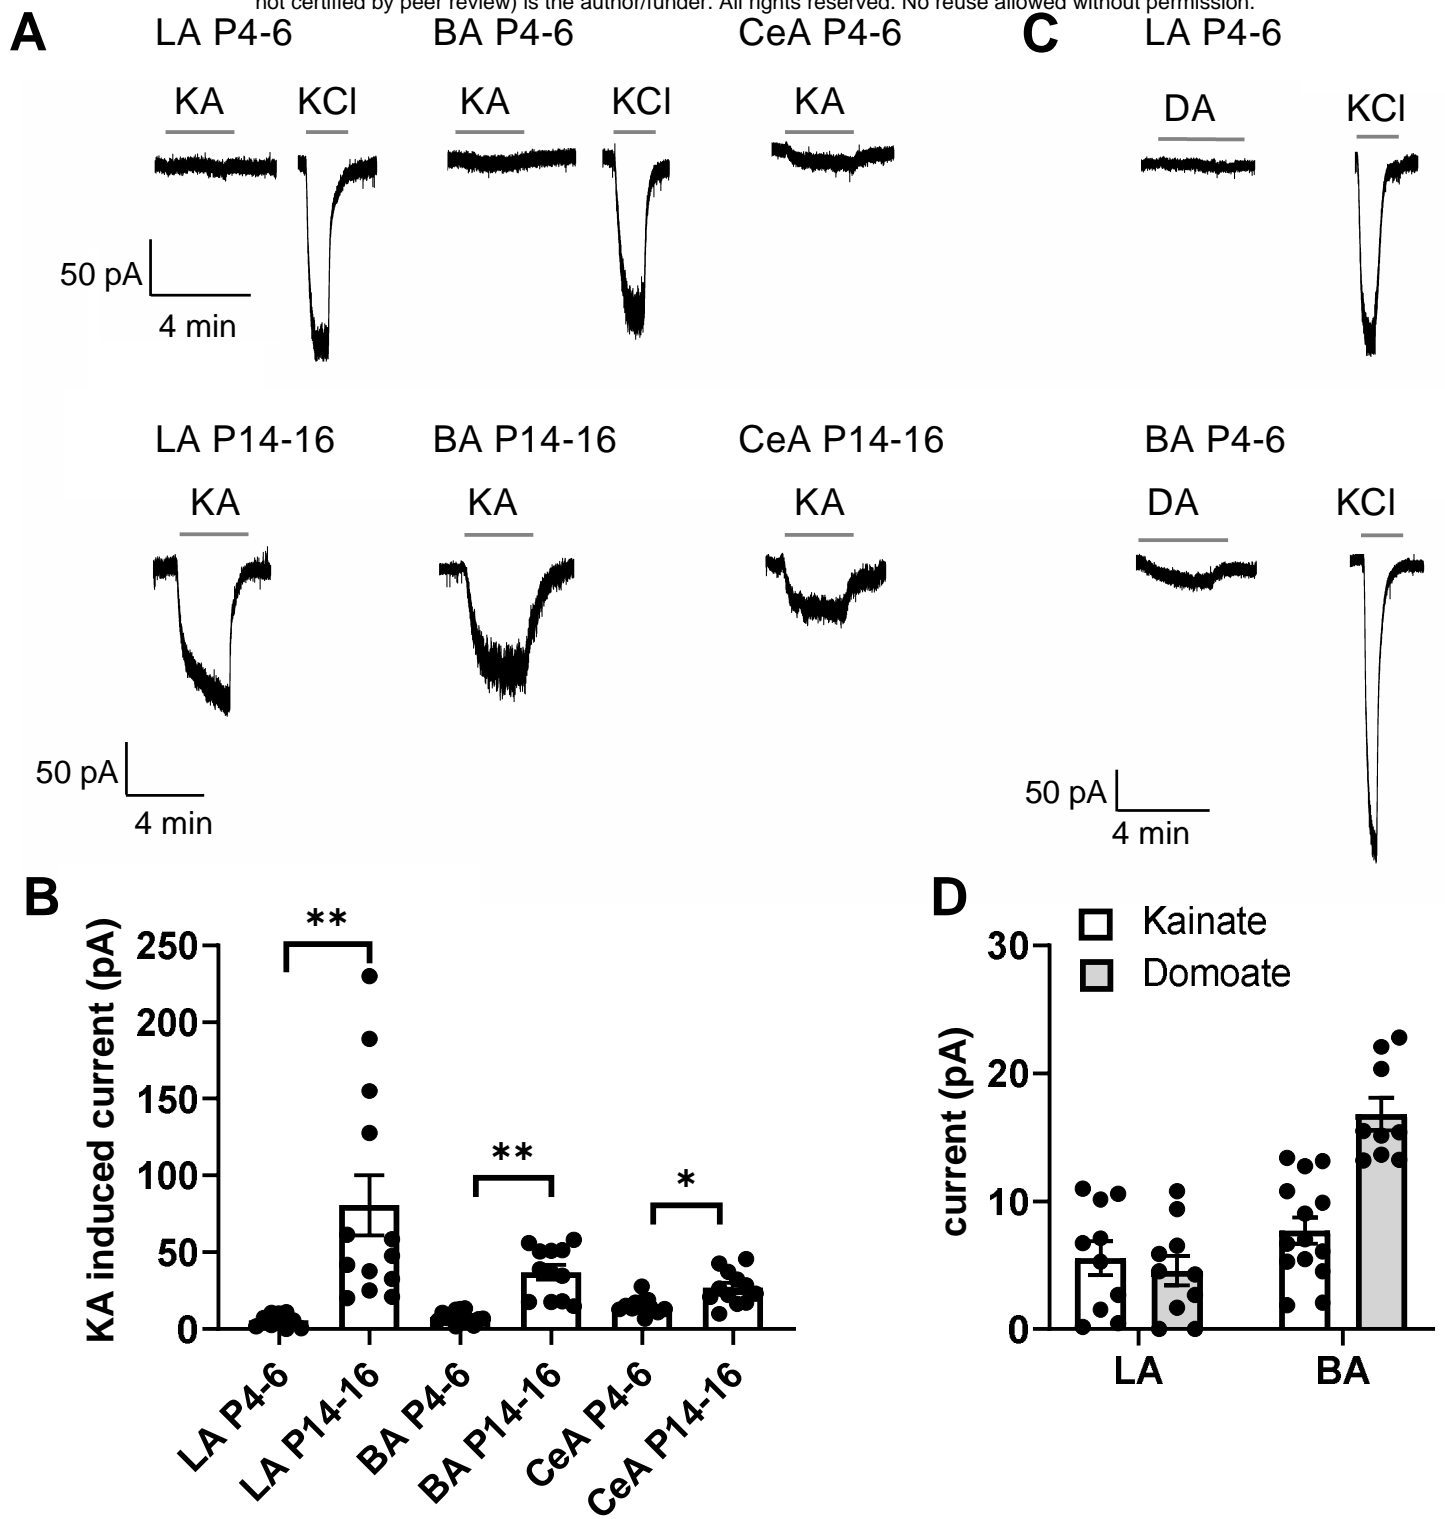 not certified by peer review) is the author/funder. All rights reserved. No reuse allowed without permission.
A
LA P4-6
BA P4-6
CeA P4-6
KA
KCl
KA
KCl
KA
50 pA
4 min
LA P14-16
BA P14-16
CeA P14-16
KA
KA
KA
50 pA
4 min
C
LA P4-6
DA
KCl
BA P4-6
DA
KCl
50 pA
4 min
B
KA induced current (pA)
250
200
150
100
50
0
**
**
*
LA P4-6
LA P14-16
BA P4-6
BA P14-16
CeA P4-6
CeA P14-16
D
Kainate
Domoate
current (pA)
30
20
10
0
LA
BA